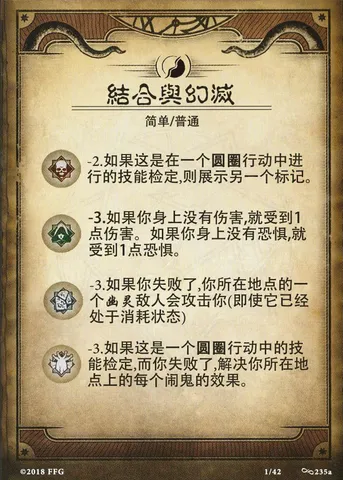 結合與幻滅
简单/普通
-2.如果这是在一个圆圈行动中进
行的技能检定,则展示另一个标记。
-3.如果你身上没有伤害,就受到1
点伤害。如果你身上没有恐惧,就
受到1点恐惧。
-3.如果你失败了,你所在地点的一
个幽灵敌人会攻击你(即使它已经
处于消耗状态)
-3.如果这是一个圆圈行动中的技
能检定,而你失败了,解决你所在地
点上的每个闹鬼的效果。
©2018 FFG
1/42
235a